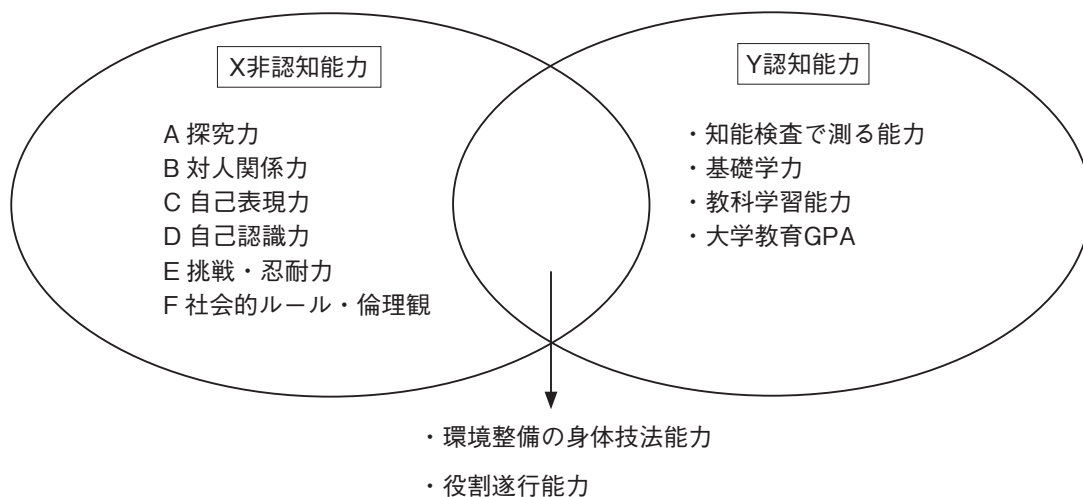 X非認知能力
A 探究力
B 対人関係力
C 自己表現力
D 自己認識力
E 挑戦・忍耐力
F 社会的ルール・倫理観
Y認知能力
・知能検査で測る能力
・基礎学力
・教科学習能力
・大学教育GPA
・環境整備の身体技法能力
・役割遂行能力